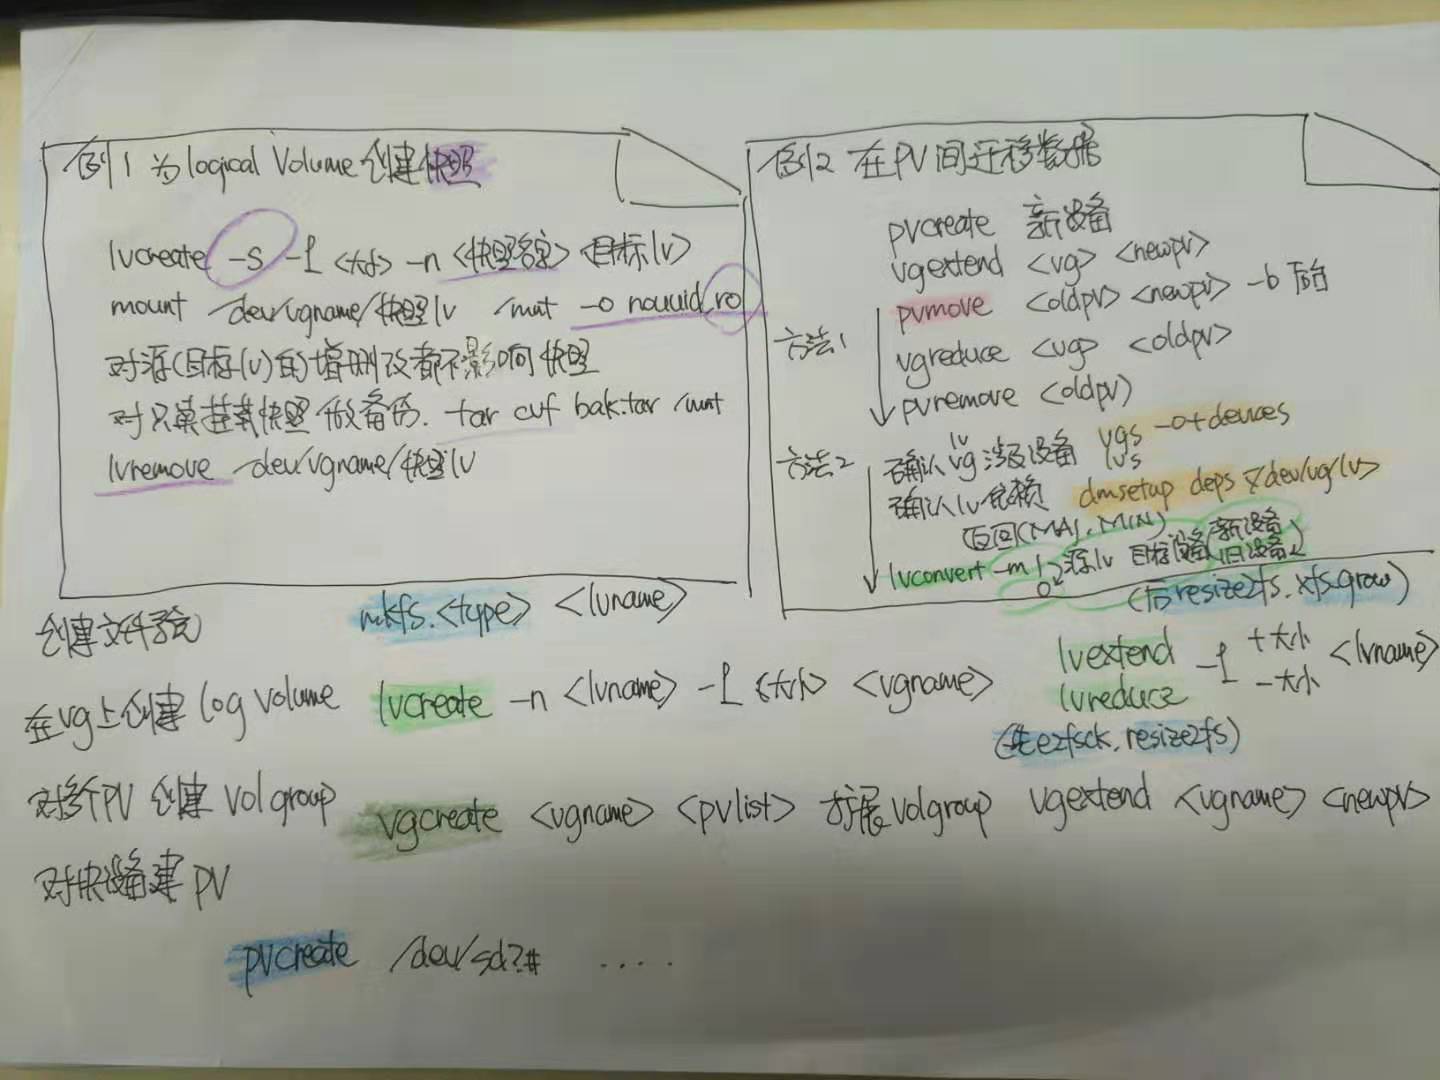 例1 为logical Volume创建快照
lvcreate -s -l <大小> -n <快照名字> <目标lv>
mount /dev/vgname/快照lv /mnt -o nouuid,ro
对源(目标lv)的增删改都不影响快照
对只读挂载快照做备份. tar cvf bak.tar /mnt
lvremove /dev/vgname/快照lv
例2 在PV间迁移数据
pvcreate 新设备
vgextend <vg> <newpv>
方法1 pvmove <oldpv> <newpv> -b 后台
vgreduce <vg> <oldpv>
pvremove <oldpv>
方法2 确认vg涉及设备 vgs -o+devices
lv lvs
确认lv依赖 dmsetup deps /dev/vg/lv>
返回(MAJ, MIN)
lvconvert -m 1 源lv 目标设备(新设备
0 旧设备)
(后resize2fs. xfs.grow)
创建文件系统 mkfs.<type> <lvname>
在vg上创建log volume lvcreate -n <lvname> -l <大小> <vgname>
lvextend -l +大小 <lvname>
lvreduce -大小
(先e2fsck, resize2fs)
对多个PV 创建 volgroup vgcreate <vgname> <pvlist> 扩展volgroup vgextend <vgname> <newpv>
对块设备建PV
pvcreate /dev/sd?# .....